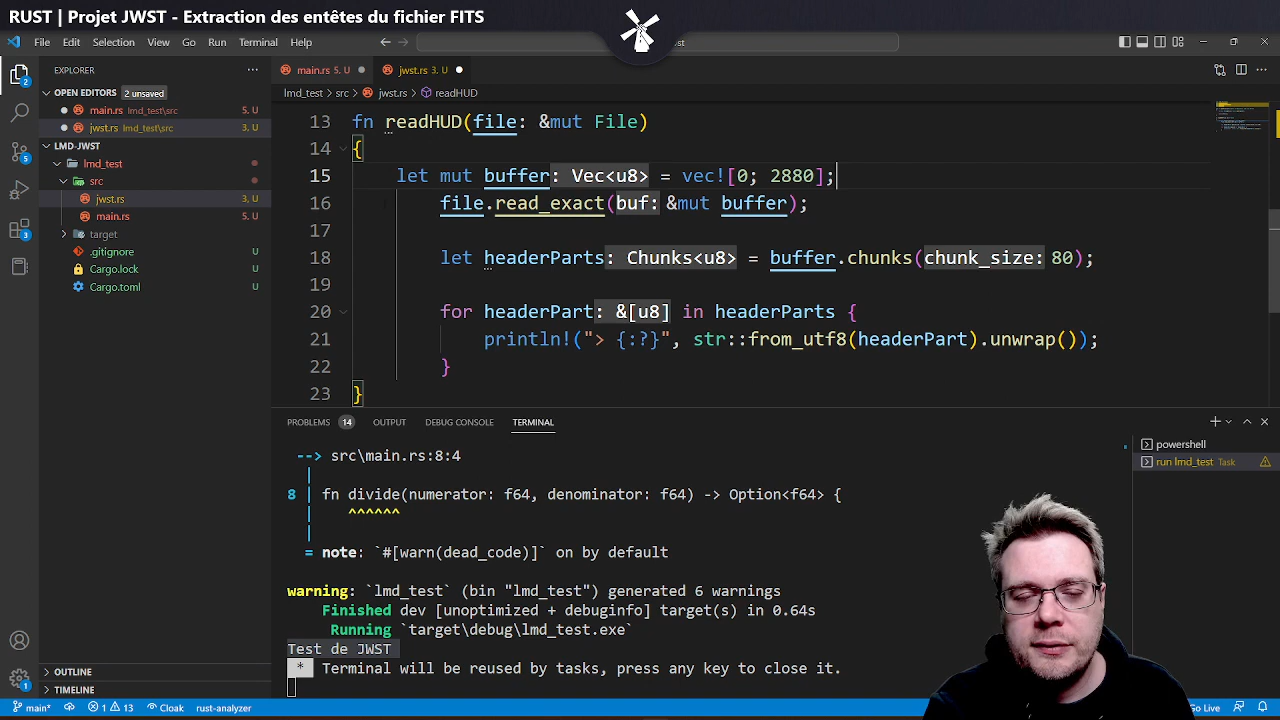 RUST | Projet JWST - Extraction des entêtes du fichier FITS
File Edit Selection View Go Run Terminal Help
EXPLORER
main.rs 5, U
jwst.rs 3, U
OPEN EDITORS 2 unsaved
lmd_test > src > jwst.rs > readHUD
main.rs lmd_test\src 5, U
jwst.rs lmd_test\src 3, U
LMD-JWST
lmd_test
src
jwst.rs 3, U
main.rs 5, U
target
.gitignore U
Cargo.lock U
Cargo.toml U
13 fn readHUD(file : &mut File)
14 {
15 let mut buffer: Vec<u8> = vec![0; 2880];
16 file.read_exact(buf: &mut buffer);
17
18 let headerParts: Chunks<u8> = buffer.chunks(chunk_size: 80);
19
20 for headerPart: &[u8] in headerParts {
21 println!("> {:?}", str::from_utf8(headerPart).unwrap());
22 }
23 }
PROBLEMS 14 OUTPUT DEBUG CONSOLE TERMINAL
powershell
run lmd_test Task
--> src\main.rs:8:4
|
8 | fn divide(numerator: f64, denominator: f64) -> Option<f64> {
| ^^^^^^
|
= note: `#[warn(dead_code)]` on by default
warning: `lmd_test` (bin "lmd_test") generated 6 warnings
Finished dev [unoptimized + debuginfo] target(s) in 0.64s
Running `target\debug\lmd_test.exe`
Test de JWST
* Terminal will be reused by tasks, press any key to close it.
OUTLINE
TIMELINE
main* 1 13 Cloak rust-analyzer
Go Live